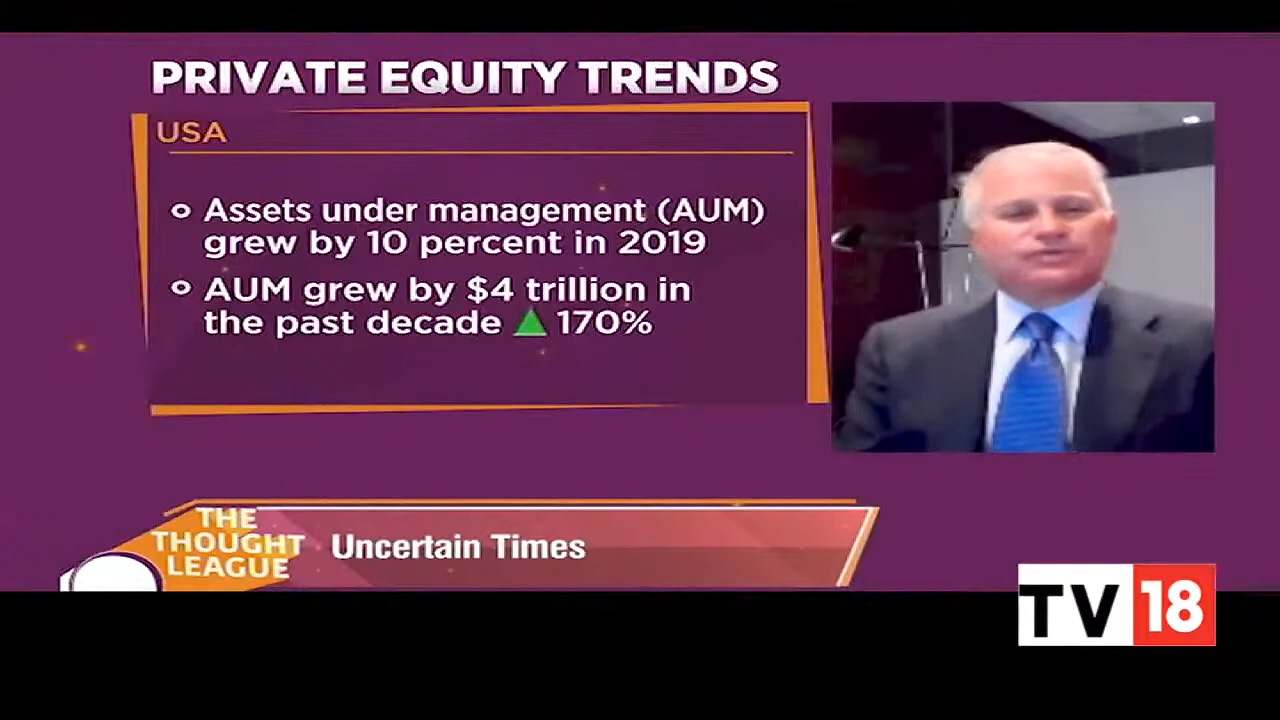 PRIVATE EQUITY TRENDS
USA
Assets under management (AUM)
grew by 10 percent in 2019
AUM grew by $4 trillion in
the past decade ▲ 170%
THE
THOUGHT
LEAGUE
Uncertain Times
TV18